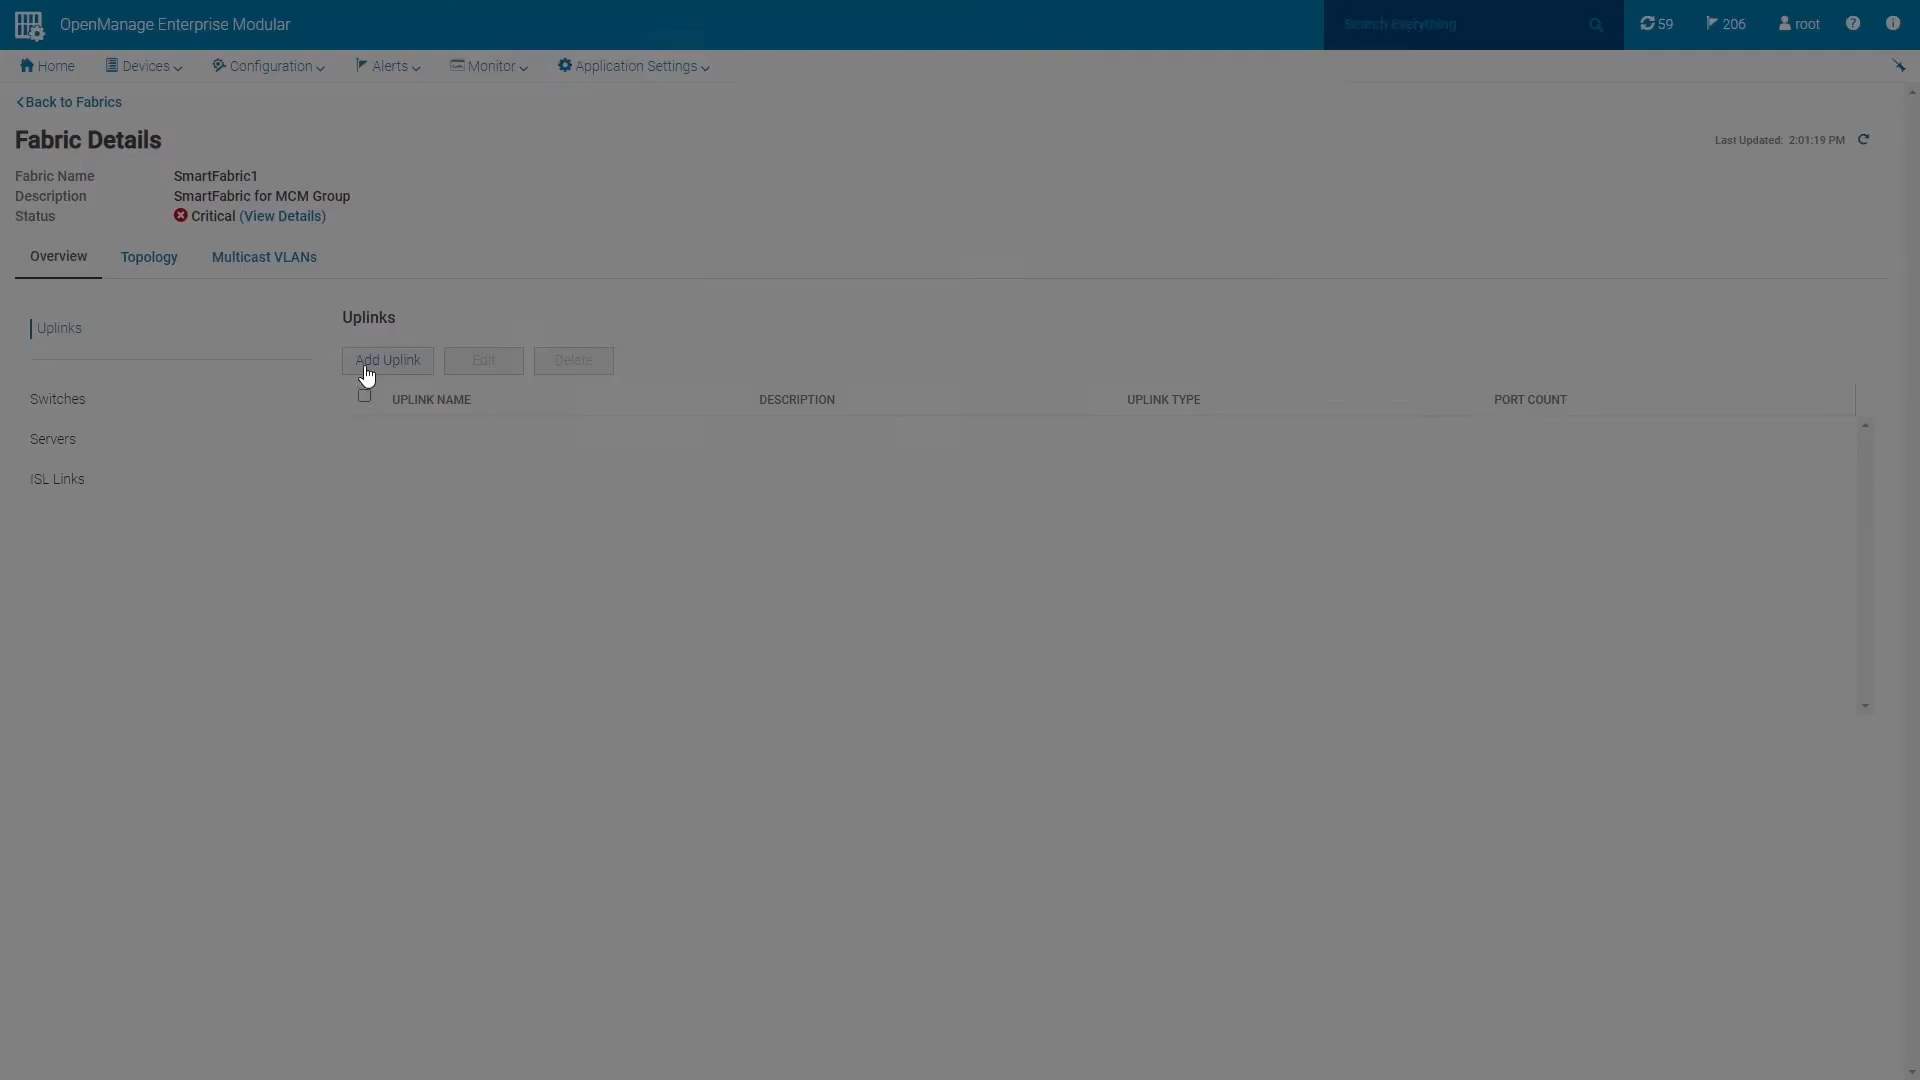 OpenManage Enterprise Modular
Search Everything
59
206
root
Home
Devices
Configuration
Alerts
Monitor
Application Settings
Back to Fabrics
Fabric Details
Last Updated: 2:01:19 PM
Fabric Name SmartFabric1
Description SmartFabric for MCM Group
Status Critical (View Details)
Overview
Topology
Multicast VLANs
Uplinks
Switches
Servers
ISL Links
Uplinks
Add Uplink
Edit
Delete
UPLINK NAME
DESCRIPTION
UPLINK TYPE
PORT COUNT